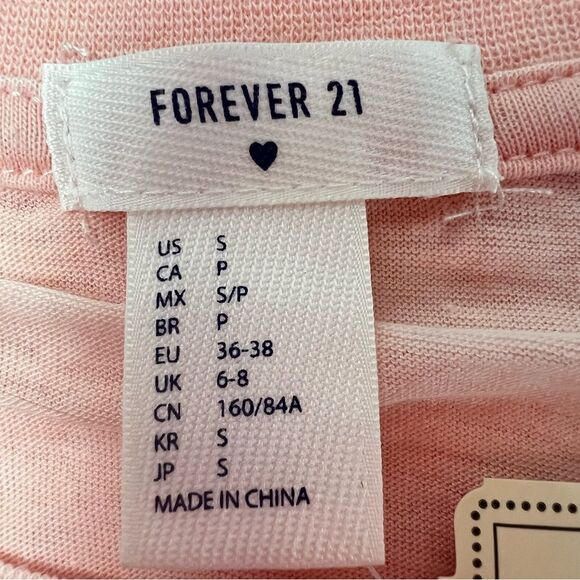 FOREVER 21
US S
CA P
MX S/P
BR P
EU 36-38
UK 6-8
CN 160/84A
KR S
JP S
MADE IN CHINA